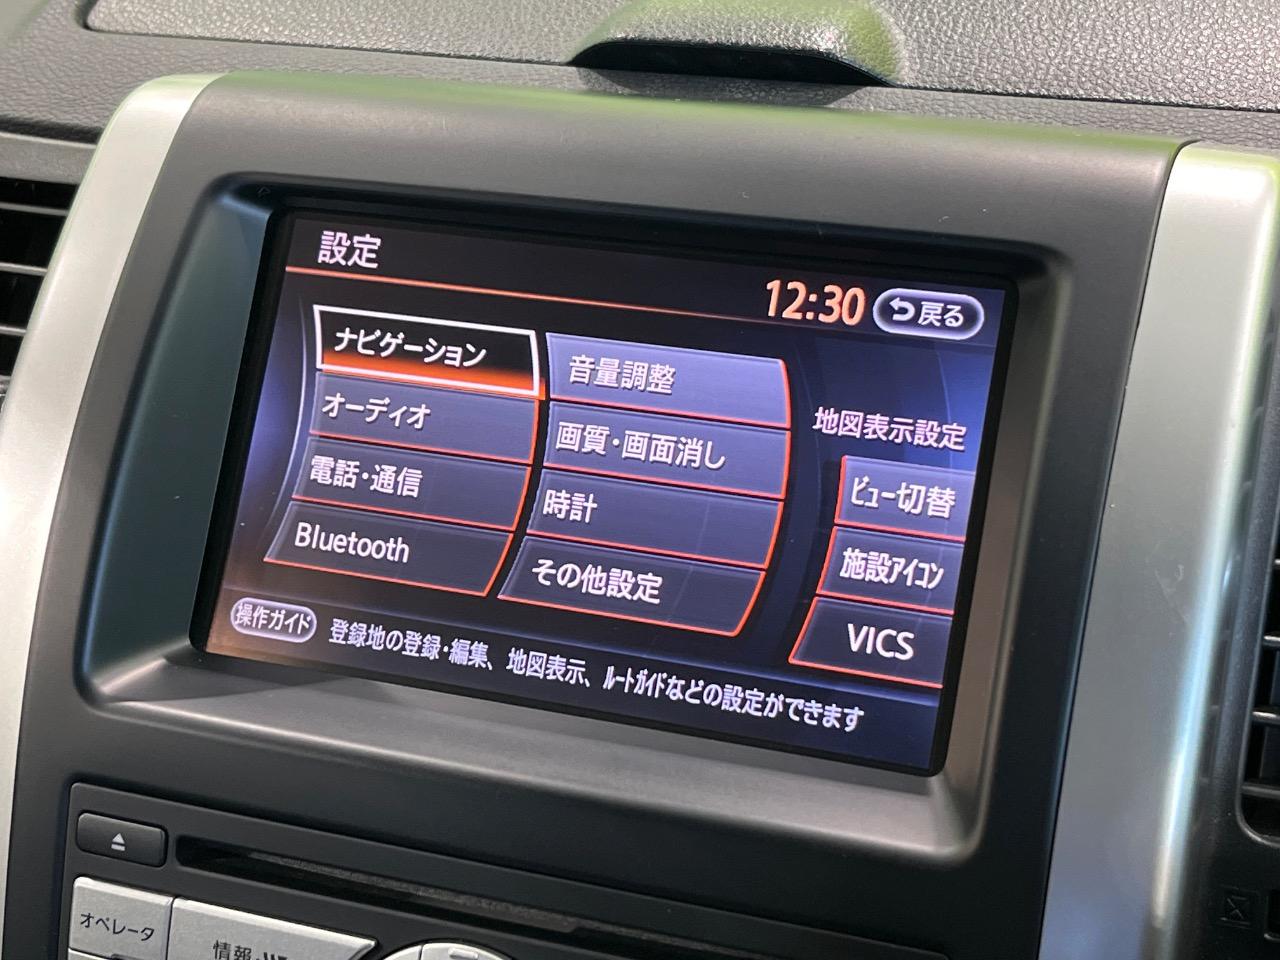 設定
12:30
戻る
ナビゲーション
オーディオ
電話・通信
Bluetooth
音量調整
画質・画面消し
時計
その他設定
地図表示設定
ビュー切替
施設アイコン
VICS
操作ガイド
登録地の登録・編集、地図表示、ルートガイドなどの設定ができます
オペレータ
情報